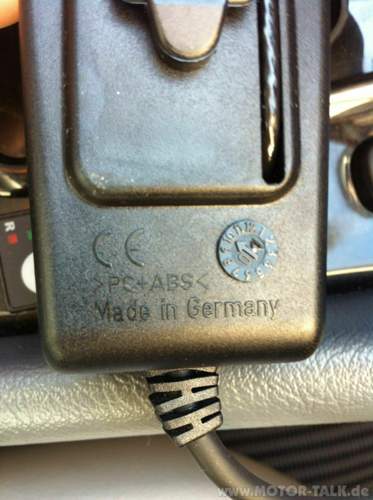 CE
>PC+ABS<
Made in Germany
R
www.MOTOR-TALK.de